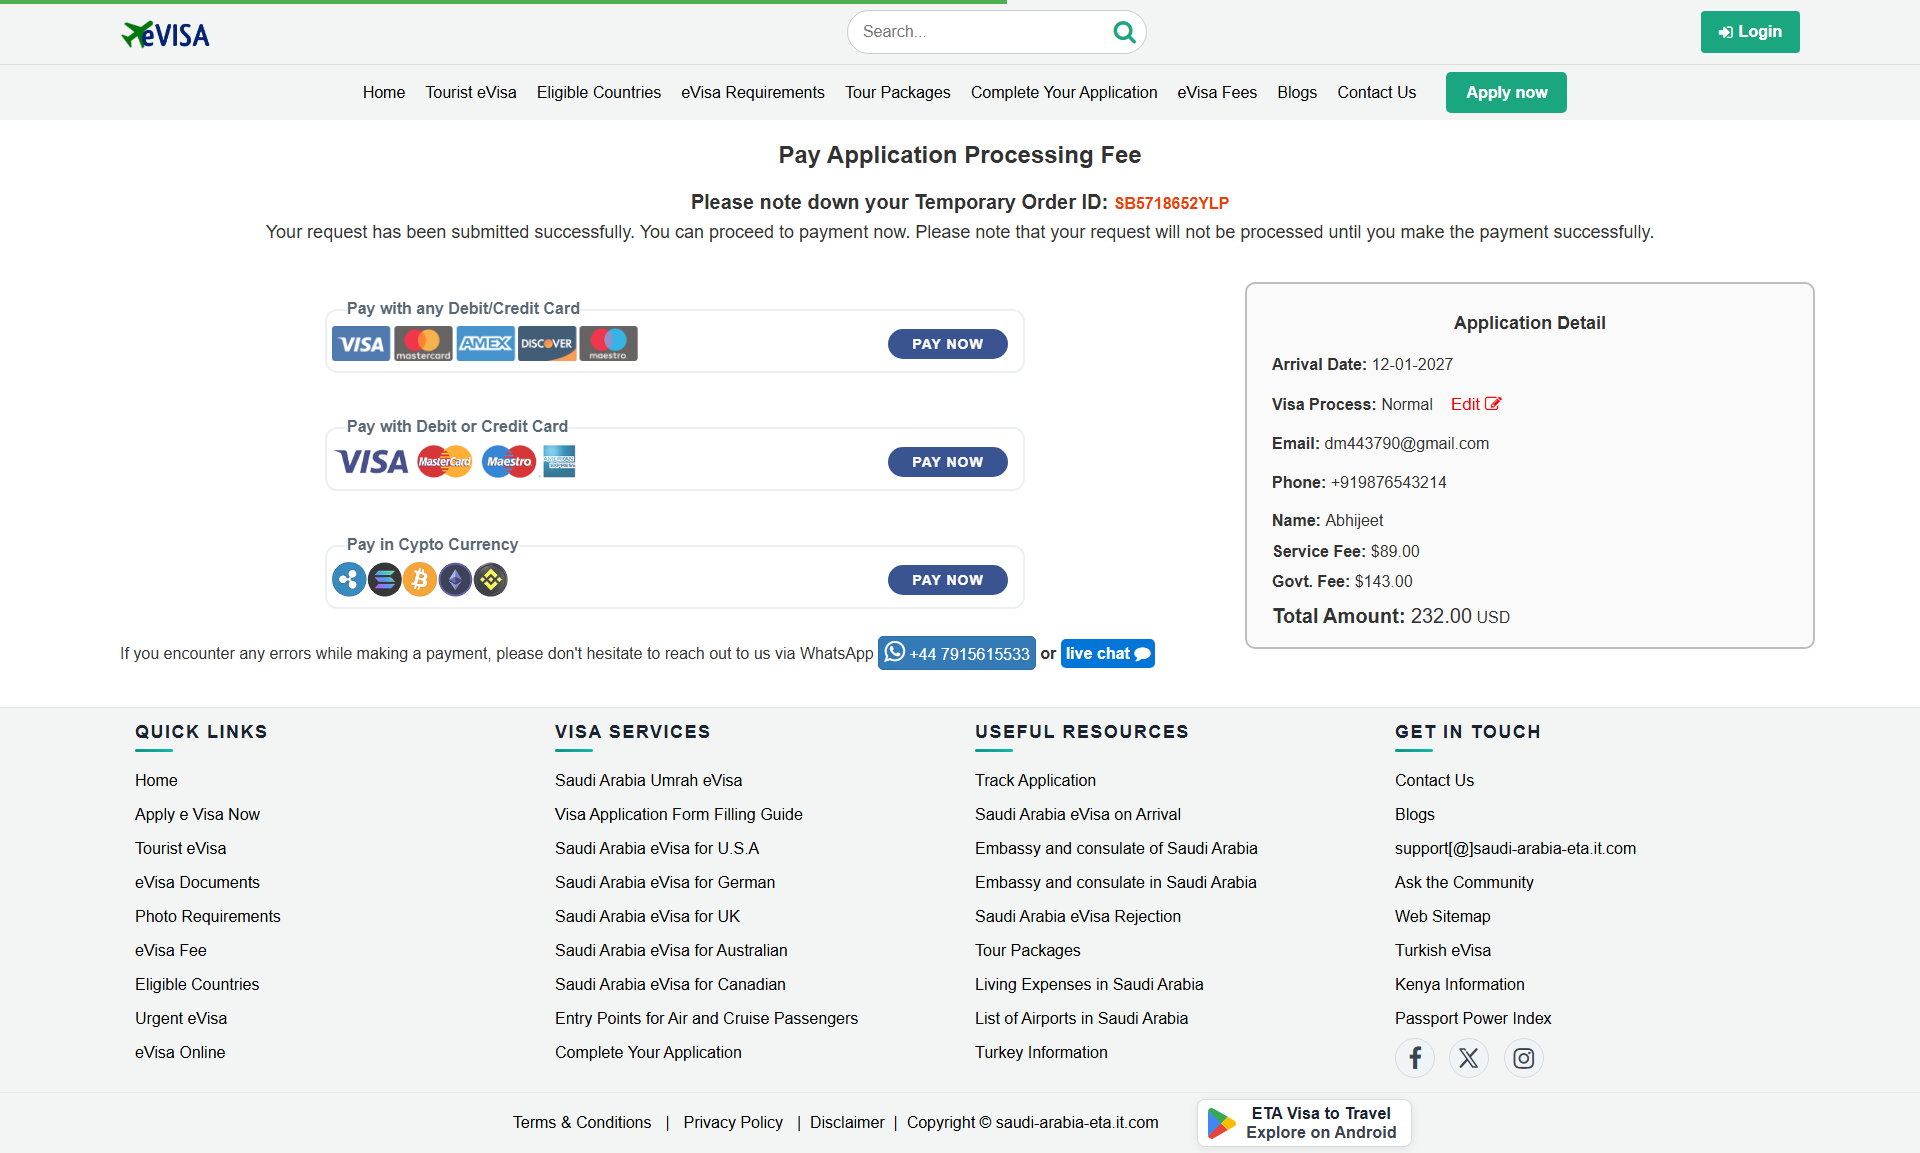 eVISA
Search...
Login
Home Tourist eVisa Eligible Countries eVisa Requirements Tour Packages Complete Your Application eVisa Fees Blogs Contact Us Apply now
Pay Application Processing Fee
Please note down your Temporary Order ID: SB5718652YLP
Your request has been submitted successfully. You can proceed to payment now. Please note that your request will not be processed until you make the payment successfully.
Pay with any Debit/Credit Card
VISA mastercard AMEX DISCOVER maestro
PAY NOW
Pay with Debit or Credit Card
VISA MasterCard Maestro AMERICAN EXPRESS
PAY NOW
Pay in Cypto Currency
PAY NOW
If you encounter any errors while making a payment, please don't hesitate to reach out to us via WhatsApp +44 7915615533 or live chat
Application Detail
Arrival Date: 12-01-2027
Visa Process: Normal Edit
Email: dm443790@gmail.com
Phone: +919876543214
Name: Abhijeet
Service Fee: $89.00
Govt. Fee: $143.00
Total Amount: 232.00 USD
QUICK LINKS
Home
Apply e Visa Now
Tourist eVisa
eVisa Documents
Photo Requirements
eVisa Fee
Eligible Countries
Urgent eVisa
eVisa Online
VISA SERVICES
Saudi Arabia Umrah eVisa
Visa Application Form Filling Guide
Saudi Arabia eVisa for U.S.A
Saudi Arabia eVisa for German
Saudi Arabia eVisa for UK
Saudi Arabia eVisa for Australian
Saudi Arabia eVisa for Canadian
Entry Points for Air and Cruise Passengers
Complete Your Application
USEFUL RESOURCES
Track Application
Saudi Arabia eVisa on Arrival
Embassy and consulate of Saudi Arabia
Embassy and consulate in Saudi Arabia
Saudi Arabia eVisa Rejection
Tour Packages
Living Expenses in Saudi Arabia
List of Airports in Saudi Arabia
Turkey Information
GET IN TOUCH
Contact Us
Blogs
support[@]saudi-arabia-eta.it.com
Ask the Community
Web Sitemap
Turkish eVisa
Kenya Information
Passport Power Index
Terms & Conditions | Privacy Policy | Disclaimer | Copyright © saudi-arabia-eta.it.com
ETA Visa to Travel
Explore on Android